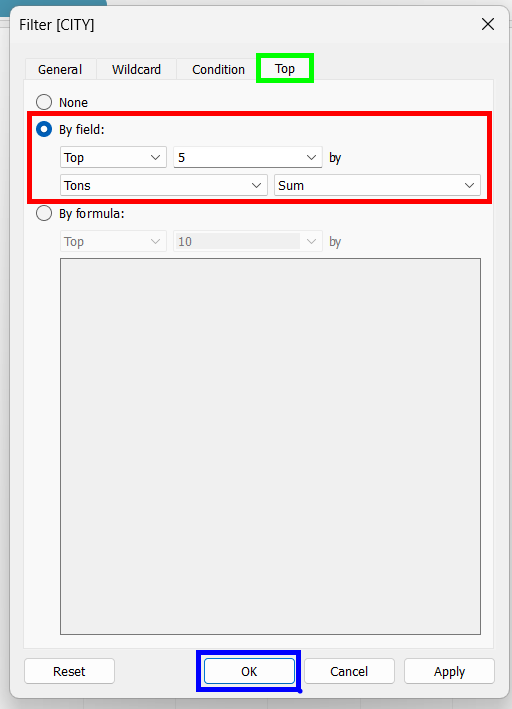 Filter [CITY]
General Wildcard Condition Top
None
By field:
Top 5 by
Tons Sum
By formula:
Top 10 by
Reset OK Cancel Apply